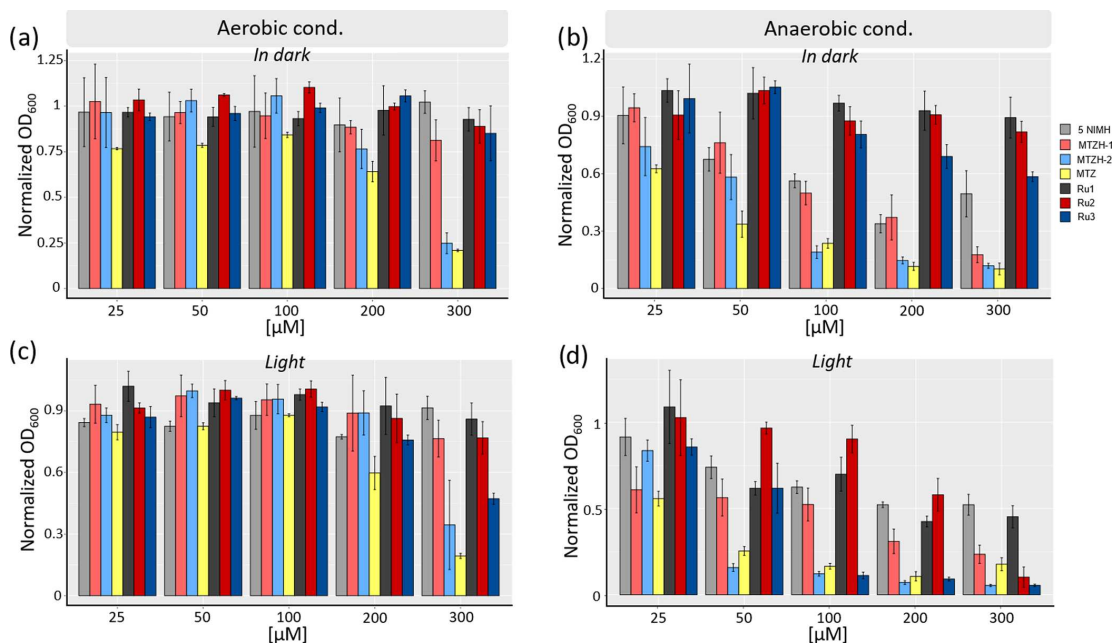 Aerobic cond.
Anaerobic cond.
(a)
In dark
1.25
1
0.75
0.5
0.25
0
Normalized OD600
25 50 100 200 300
[µM]
(b)
In dark
1.2
0.9
0.6
0.3
0
Normalized OD600
25 50 100 200 300
[µM]
5 NIMH
MTZH-1
MTZH-2
MTZ
Ru1
Ru2
Ru3
(c)
Light
0.9
0.6
0.3
0
Normalized OD600
25 50 100 200 300
[µM]
(d)
Light
1
0.5
0
Normalized OD600
25 50 100 200 300
[µM]